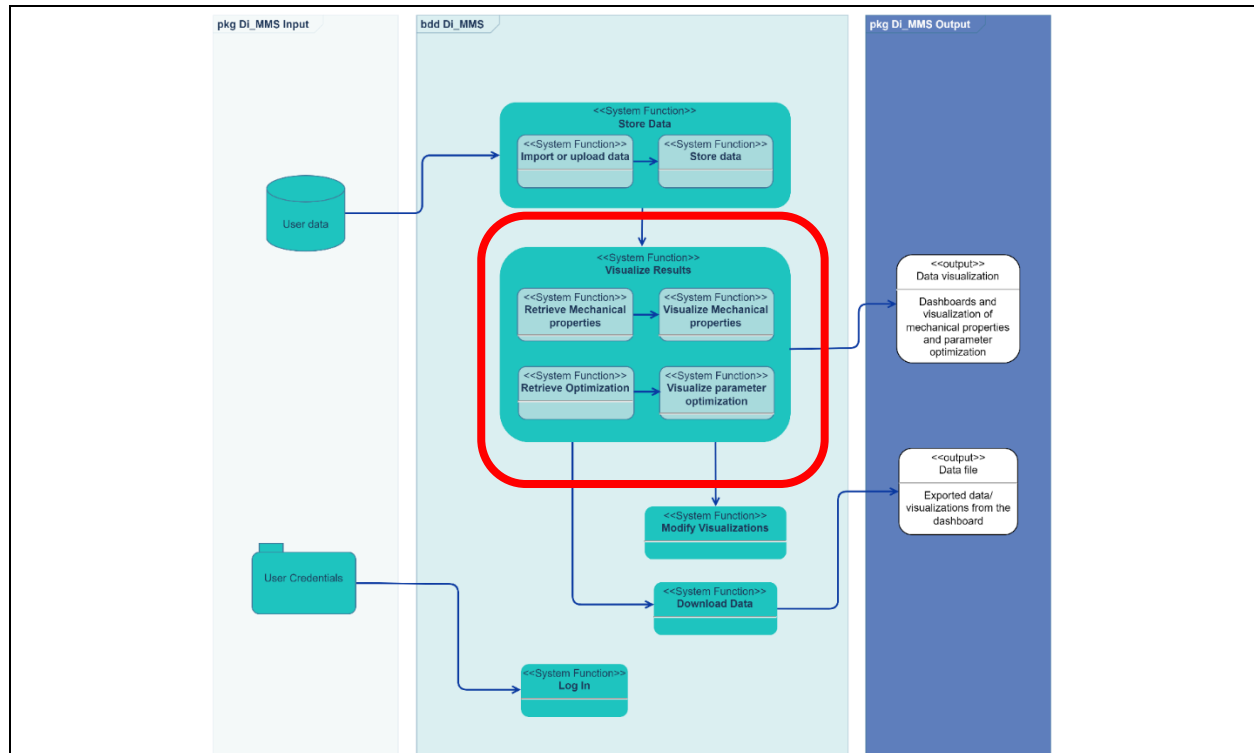 pkg Di_MMS Input
bdd Di_MMS
pkg Di_MMS Output
<<System Function>>
Store Data
<<System Function>>
Import or upload data
<<System Function>>
Store data
User data
<<System Function>>
Visualize Results
<<System Function>>
Retrieve Mechanical
properties
<<System Function>>
Visualize Mechanical
properties
<<System Function>>
Retrieve Optimization
<<System Function>>
Visualize parameter
optimization
<<output>>
Data visualization
Dashboards and
visualization of
mechanical properties
and parameter
optimization
<<output>>
Data file
Exported data/
visualizations from the
dashboard
<<System Function>>
Modify Visualizations
User Credentials
<<System Function>>
Download Data
<<System Function>>
Log In